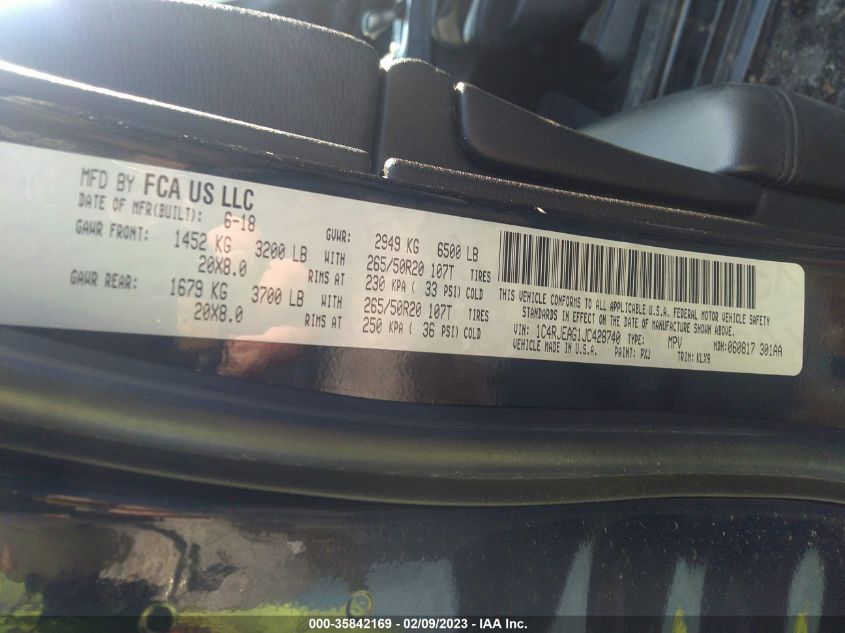 MFD BY FCA US LLC
DATE OF MFR(BUILT): 6-18 GVWR: 2949 KG 6500 LB
GAWR FRONT: 1452 KG 3200 LB WITH 265/50R20 107T TIRES
20X8.0 RIMS AT 230 KPA ( 33 PSI) COLD
GAWR REAR: 1679 KG 3700 LB WITH 265/50R20 107T TIRES
20X8.0 RIMS AT 250 KPA ( 36 PSI) COLD
THIS VEHICLE CONFORMS TO ALL APPLICABLE U.S.A. FEDERAL MOTOR VEHICLE SAFETY
STANDARDS IN EFFECT ON THE DATE OF MANUFACTURE SHOWN ABOVE.
VIN: 1C4RJEAG1JC428740 TYPE: MPV MDH:060817 301AA
VEHICLE MADE IN U.S.A. PAINT: PXJ TRIM: KLX9
000-35842169 - 02/09/2023 - IAA Inc.